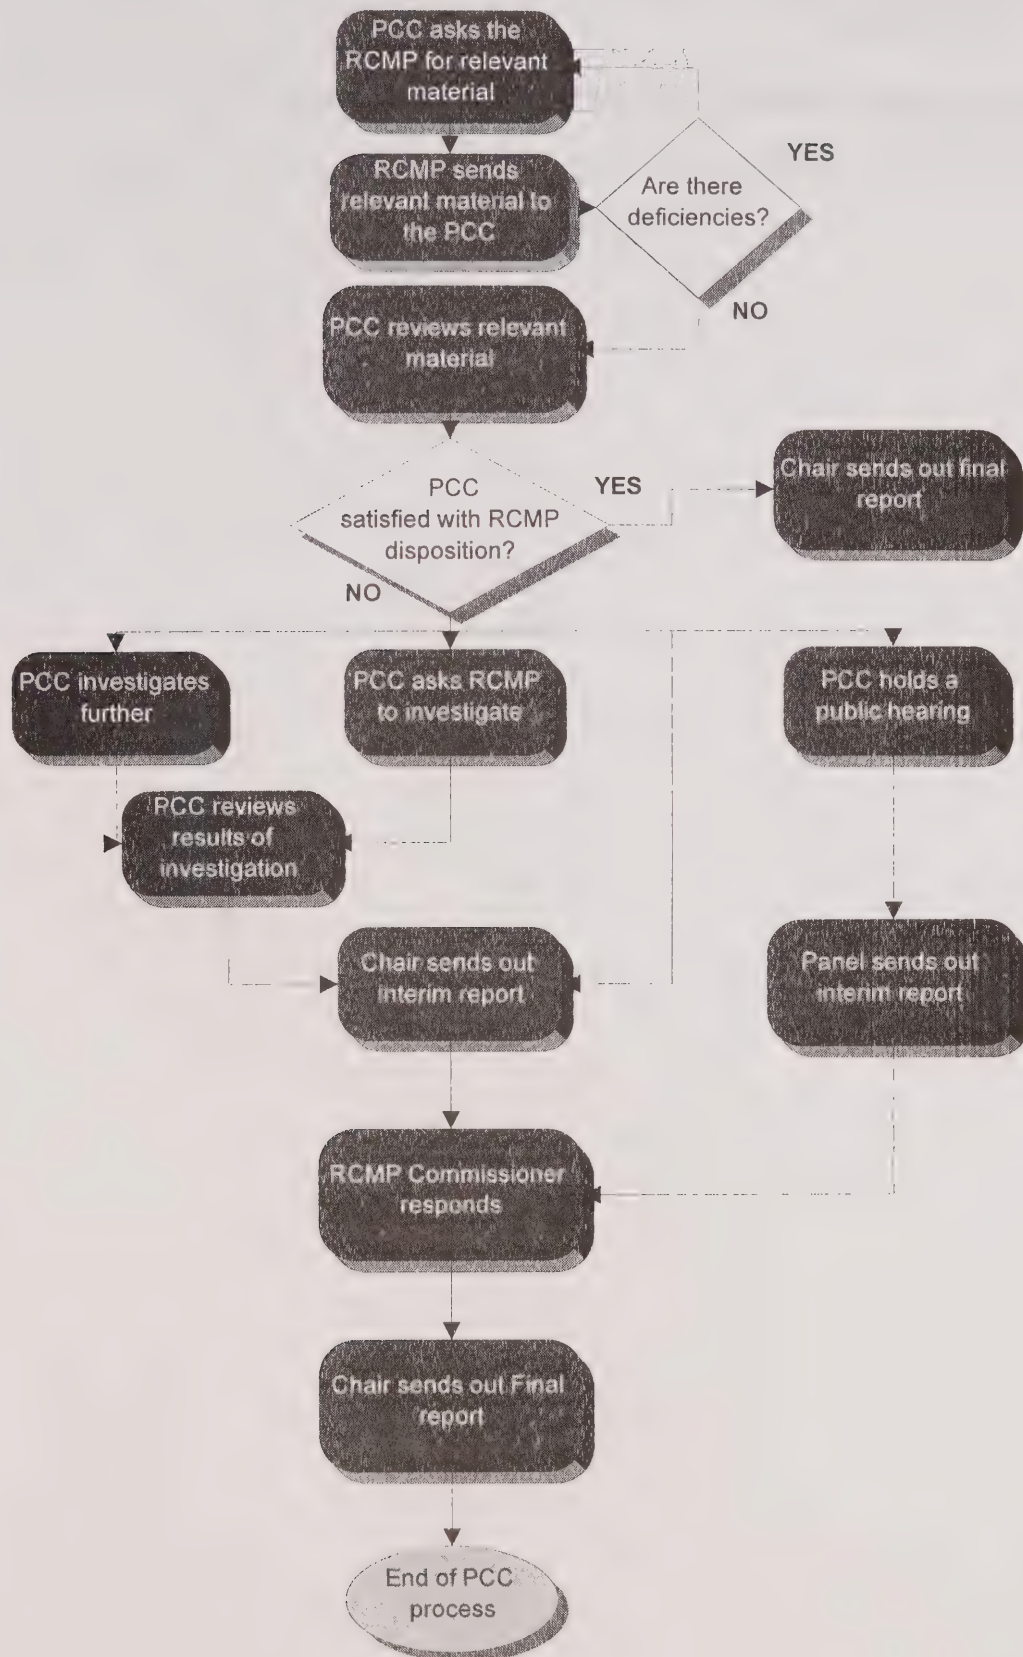 PCC asks the
RCMP for relevant
material
RCMP sends
relevant material to
the PCC
Are there
deficiencies?
YES
NO
PCC reviews relevant
material
PCC
satisfied with RCMP
disposition?
YES
NO
Chair sends out final
report
PCC investigates
further
PCC asks RCMP
to investigate
PCC holds a
public hearing
PCC reviews
results of
investigation
Chair sends out
interim report
Panel sends out
interim report
RCMP Commissioner
responds
Chair sends out Final
report
End of PCC
process